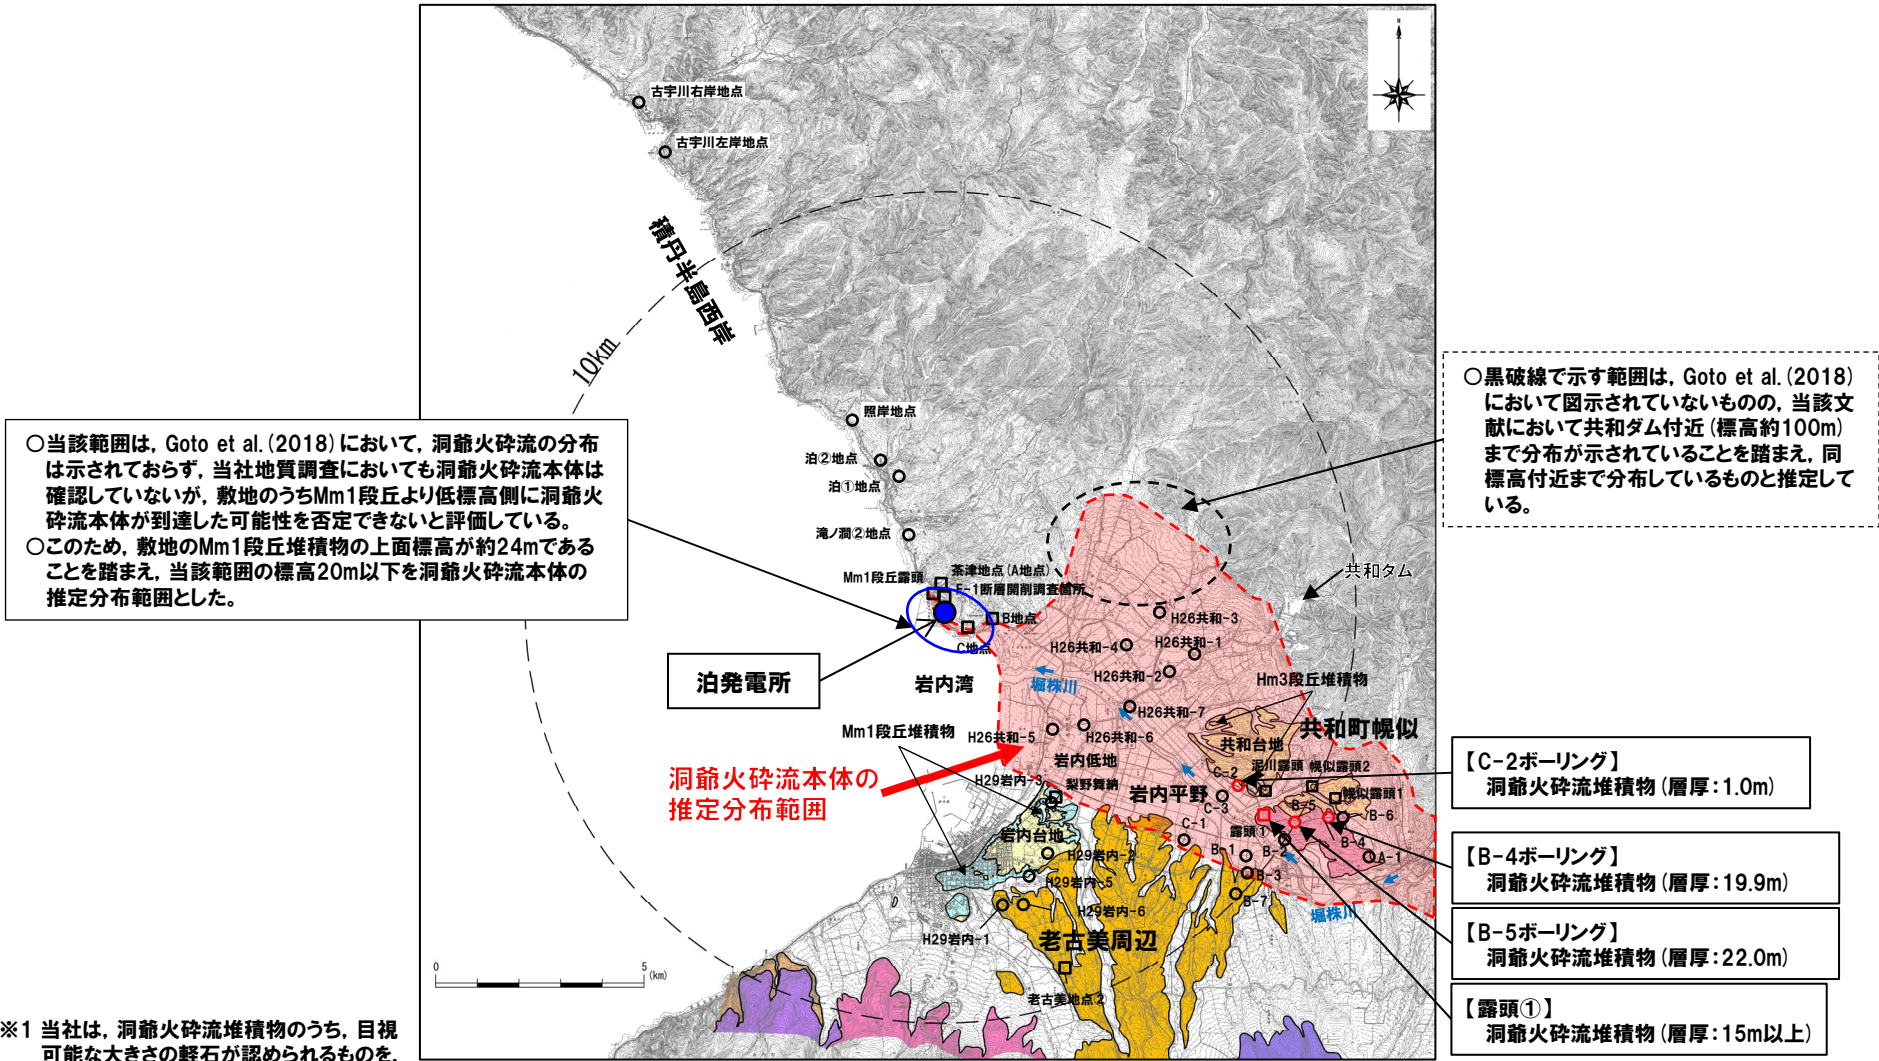 古宇川右岸地点
古宇川左岸地点
積丹半島西岸
10km
照岸地点
泊②地点
泊①地点
滝ノ澗②地点
Mm1段丘露頭
茶津地点(A地点)
F-1断層開削調査箇所
B地点
C地点
○当該範囲は，Goto et al.(2018)において，洞爺火砕流の分布
は示されておらず，当社地質調査においても洞爺火砕流本体は
確認していないが，敷地のうちMm1段丘より低標高側に洞爺火
砕流本体が到達した可能性を否定できないと評価している。
○このため，敷地のMm1段丘堆積物の上面標高が約24mである
ことを踏まえ，当該範囲の標高20m以下を洞爺火砕流本体の
推定分布範囲とした。
○黒破線で示す範囲は，Goto et al.(2018)
において図示されていないものの，当該文
献において共和ダム付近(標高約100m)
まで分布が示されていることを踏まえ，同
標高付近まで分布しているものと推定して
いる。
共和ダム
泊発電所
岩内湾
堀株川
H26共和-3
H26共和-1
H26共和-4
H26共和-2
H26共和-7
H26共和-5
H26共和-6
Hm3段丘堆積物
共和町幌似
共和台地
Mm1段丘堆積物
岩内低地
洞爺火砕流本体の
推定分布範囲
H29岩内-3
梨野舞納
岩内平野
C-2
泥川露頭
幌似露頭2
幌似露頭1
C-3
B-5
B-6
露頭①
B-4
C-1
B-1
B-2
A-1
B-3
B-7
堀株川
岩内台地
H29岩内-2
H29岩内-5
H29岩内-6
H29岩内-1
老古美周辺
老古美地点②
0
5
(km)
【C-2ボーリング】
洞爺火砕流堆積物(層厚：1.0m)
【B-4ボーリング】
洞爺火砕流堆積物(層厚：19.9m)
【B-5ボーリング】
洞爺火砕流堆積物(層厚：22.0m)
【露頭①】
洞爺火砕流堆積物(層厚：15m以上)
※1 当社は，洞爺火砕流堆積物のうち，目視
可能な大きさの軽石が認められるものを，